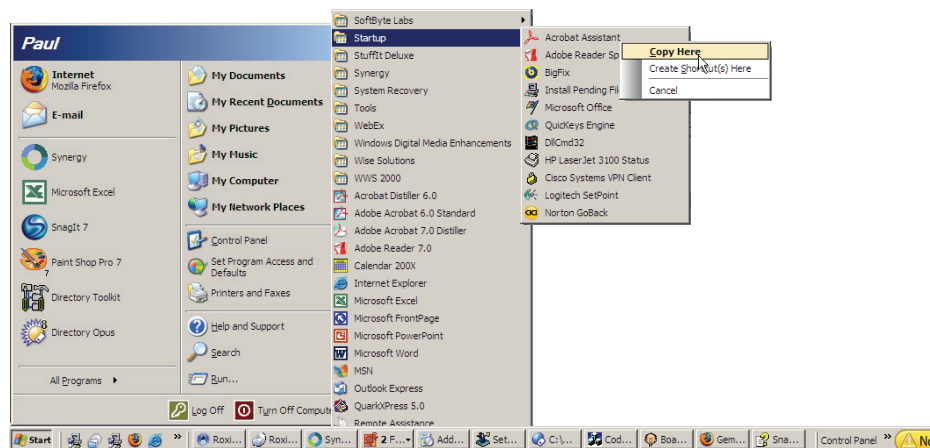 Paul
Internet
Mozilla Firefox
E-mail
Synergy
Microsoft Excel
SnagIt 7
Paint Shop Pro 7
7
Directory Toolkit
8
Directory Opus
All Programs
My Documents
My Recent Documents
My Pictures
My Music
My Computer
My Network Places
Control Panel
Set Program Access and
Defaults
Printers and Faxes
Help and Support
Search
Run...
Log Off
Turn Off Compute
SoftByte Labs
Startup
StuffIt Deluxe
Synergy
System Recovery
Tools
WebEx
Windows Digital Media Enhancements
Wise Solutions
WWS 2000
Acrobat Distiller 6.0
Adobe Acrobat 6.0 Standard
Adobe Acrobat 7.0 Distiller
Adobe Reader 7.0
Calendar 200X
Internet Explorer
Microsoft Excel
Microsoft FrontPage
Microsoft PowerPoint
Microsoft Word
MSN
Outlook Express
QuarkXPress 5.0
Remote Assistance
Acrobat Assistant
Adobe Reader Sp
BigFix
Install Pending Fil
Microsoft Office
QuicKeys Engine
DllCmd32
HP LaserJet 3100 Status
Cisco Systems VPN Client
Logitech SetPoint
Norton GoBack
Copy Here
Create Shortcut(s) Here
Cancel
Start
»
Roxi...
Roxi...
Syn...
2 F...
Add...
Set...
C:\...
Cod...
Boa...
Gem...
Sna...
Control Panel
»
No